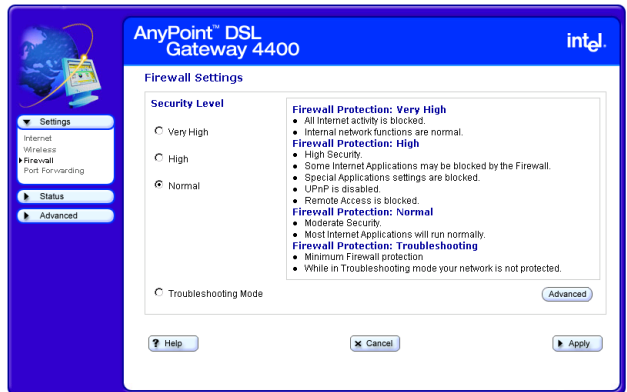 AnyPoint™ DSL
Gateway 4400
intel.
Firewall Settings
Settings
Internet
Wireless
Firewall
Port Forwarding
Status
Advanced
Security Level
Very High
High
Normal
Troubleshooting Mode
Firewall Protection: Very High
• All Internet activity is blocked.
• Internal network functions are normal.
Firewall Protection: High
• High Security.
• Some Internet Applications may be blocked by the Firewall.
• Special Applications settings are blocked.
• UPnP is disabled.
• Remote Access is blocked.
Firewall Protection: Normal
• Moderate Security.
• Most Internet Applications will run normally.
Firewall Protection: Troubleshooting
• Minimum Firewall protection
• While in Troubleshooting mode your network is not protected.
Advanced
? Help
x Cancel
Apply